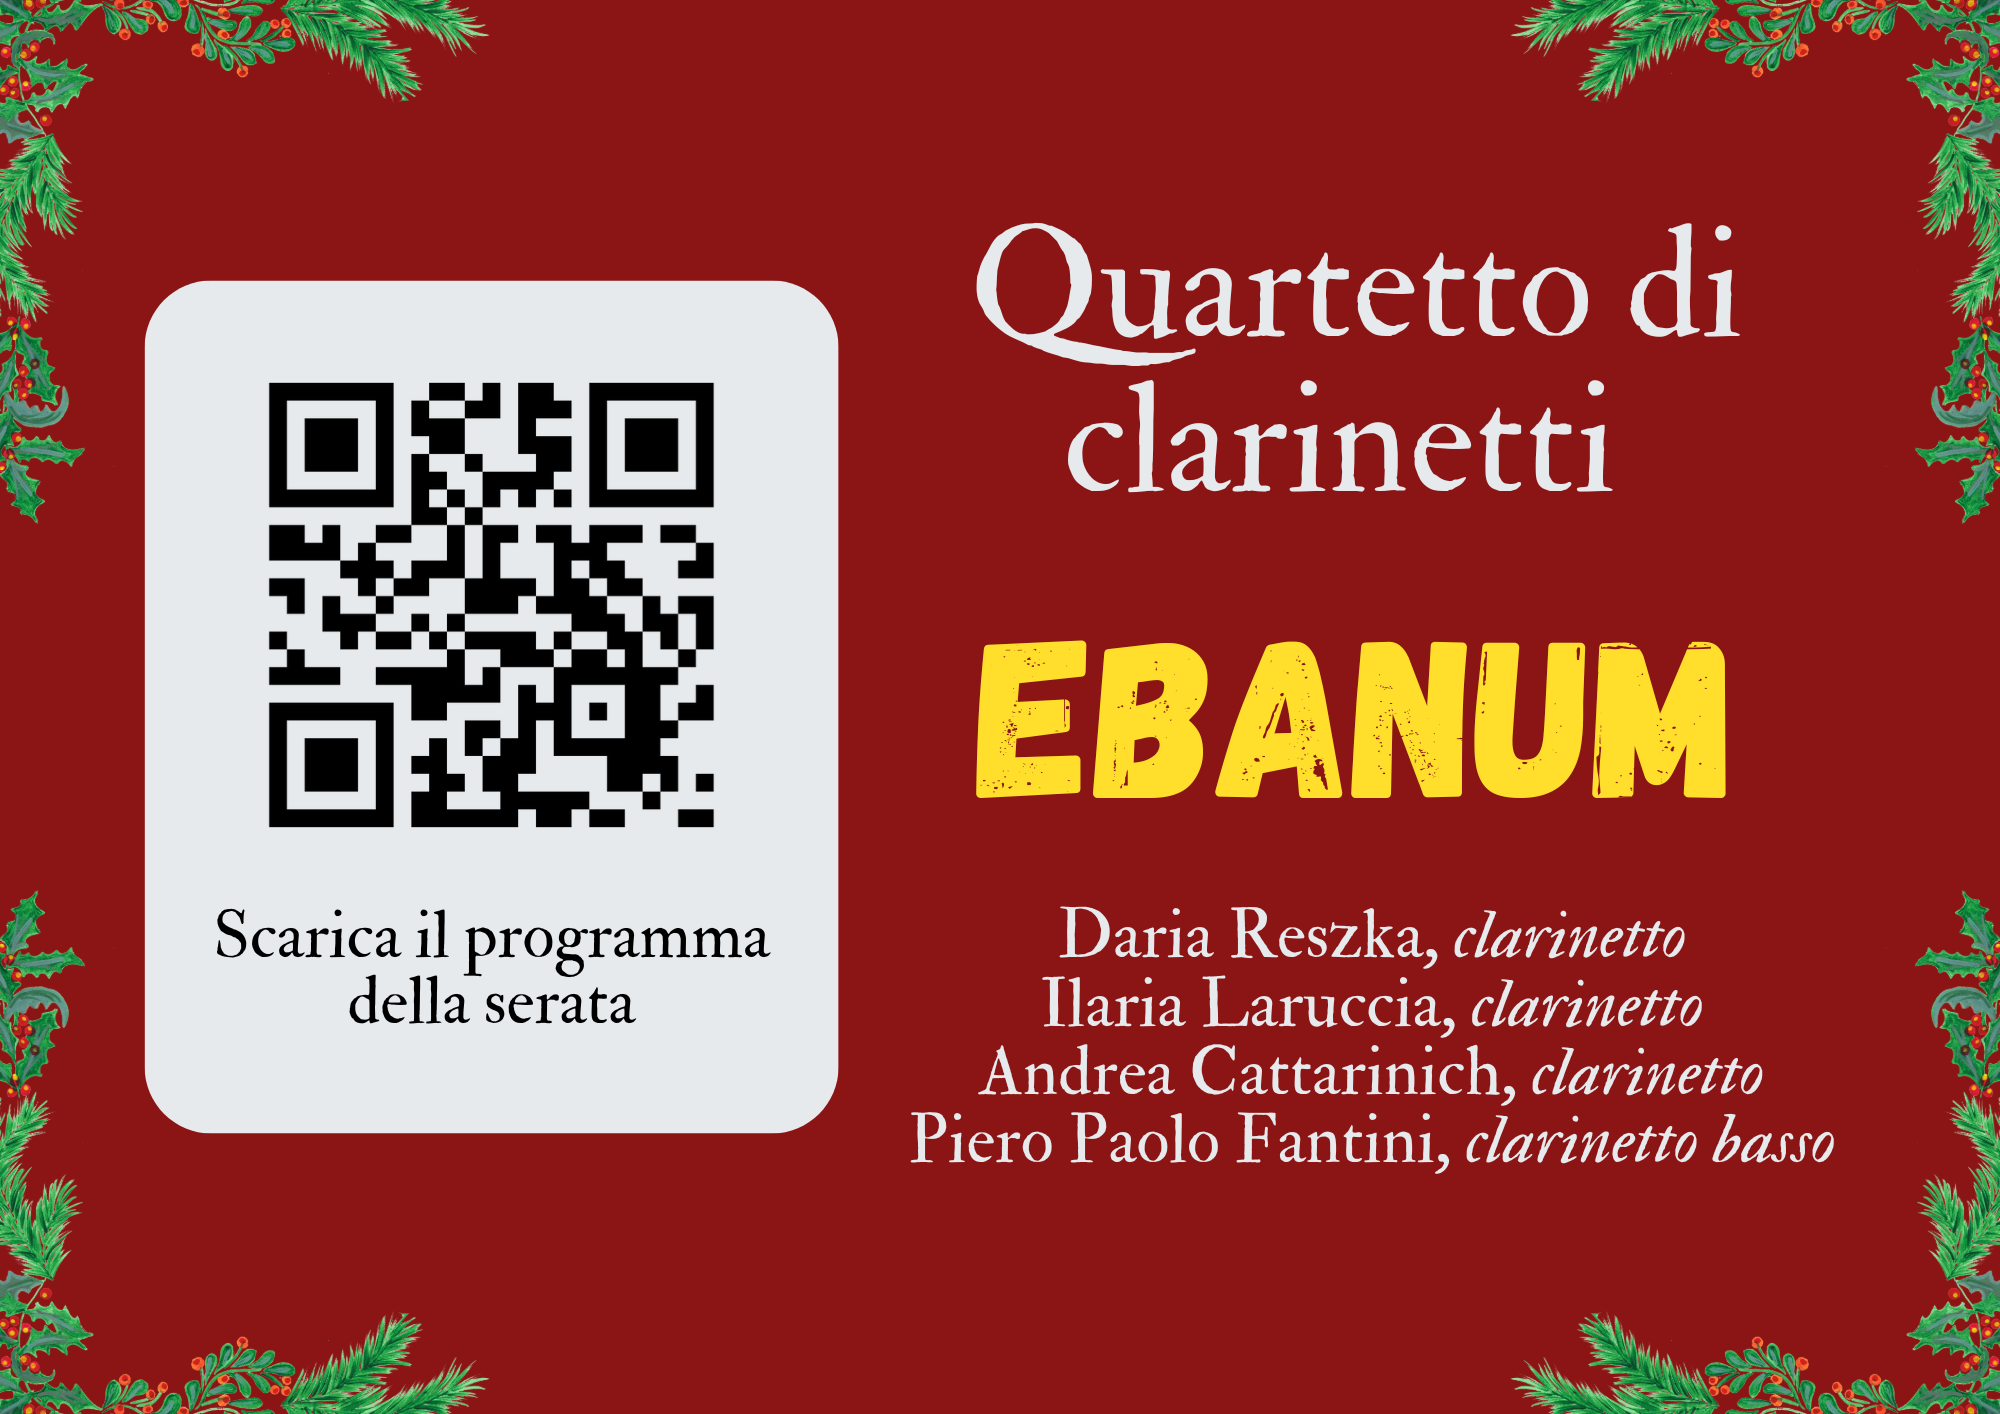 Quartetto di
clarinetti
EBANUM
Scarica il programma
della serata
Daria Reszka, clarinetto
Ilaria Laruccia, clarinetto
Andrea Cattarinich, clarinetto
Piero Paolo Fantini, clarinetto basso